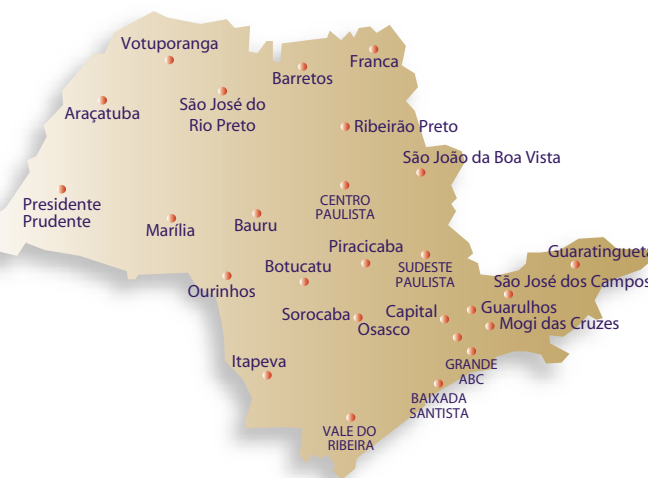 Votuporanga
Franca
Barretos
Araçatuba
São José do
Rio Preto
Ribeirão Preto
São João da Boa Vista
Presidente
Prudente
CENTRO
PAULISTA
Marília
Bauru
Piracicaba
Guaratingueta
Botucatu
SUDESTE
PAULISTA
São José dos Campos
Ourinhos
Sorocaba
Capital
Guarulhos
Osasco
Mogi das Cruzes
Itapeva
GRANDE
ABC
BAIXADA
SANTISTA
VALE DO
RIBEIRA